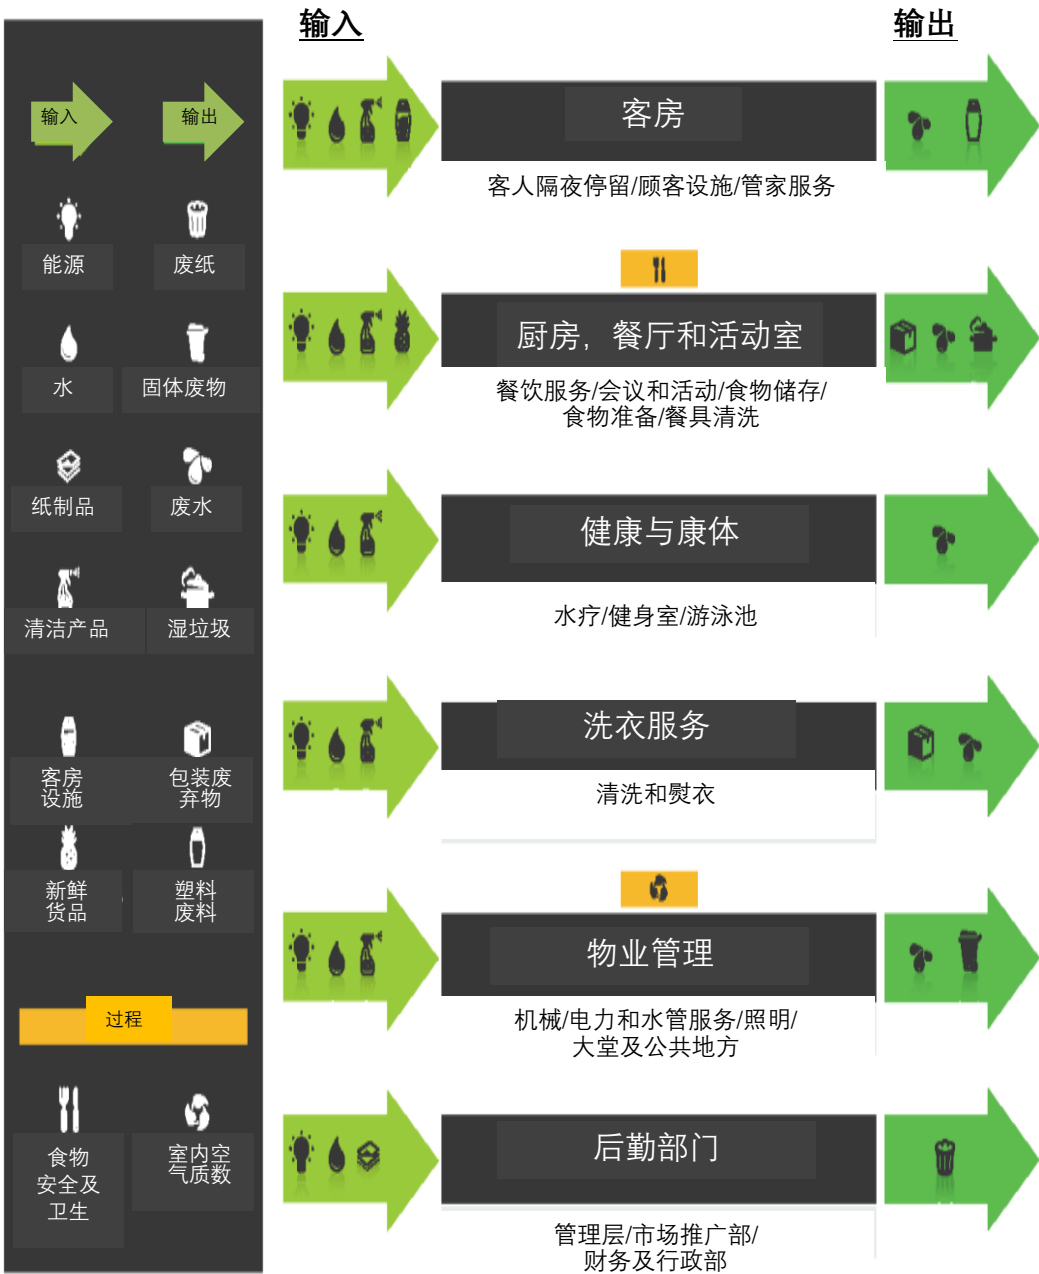 输入
输出
输入
输出
能源
废纸
水
固体废物
纸制品
废水
清洁产品
湿垃圾
客房
设施
包装废
弃物
新鲜
货品
塑料
废料
过程
食物
安全及
卫生
室内空
气质数
客房
客人隔夜停留/顾客设施/管家服务
厨房，餐厅和活动室
餐饮服务/会议和活动/食物储存/
食物准备/餐具清洗
健康与康体
水疗/健身室/游泳池
洗衣服务
清洗和熨衣
物业管理
机械/电力和水管服务/照明/
大堂及公共地方
后勤部门
管理层/市场推广部/
财务及行政部